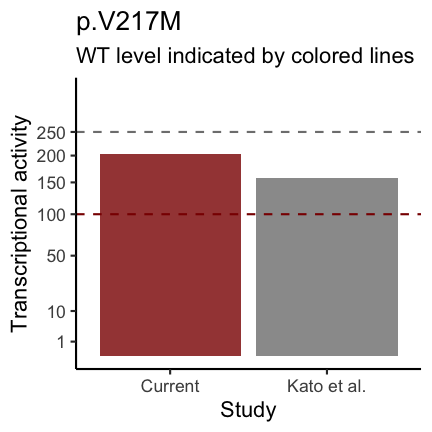 p.V217M
WT level indicated by colored lines
Transcriptional activity
250
200
150
100
50
10
1
Current
Kato et al.
Study